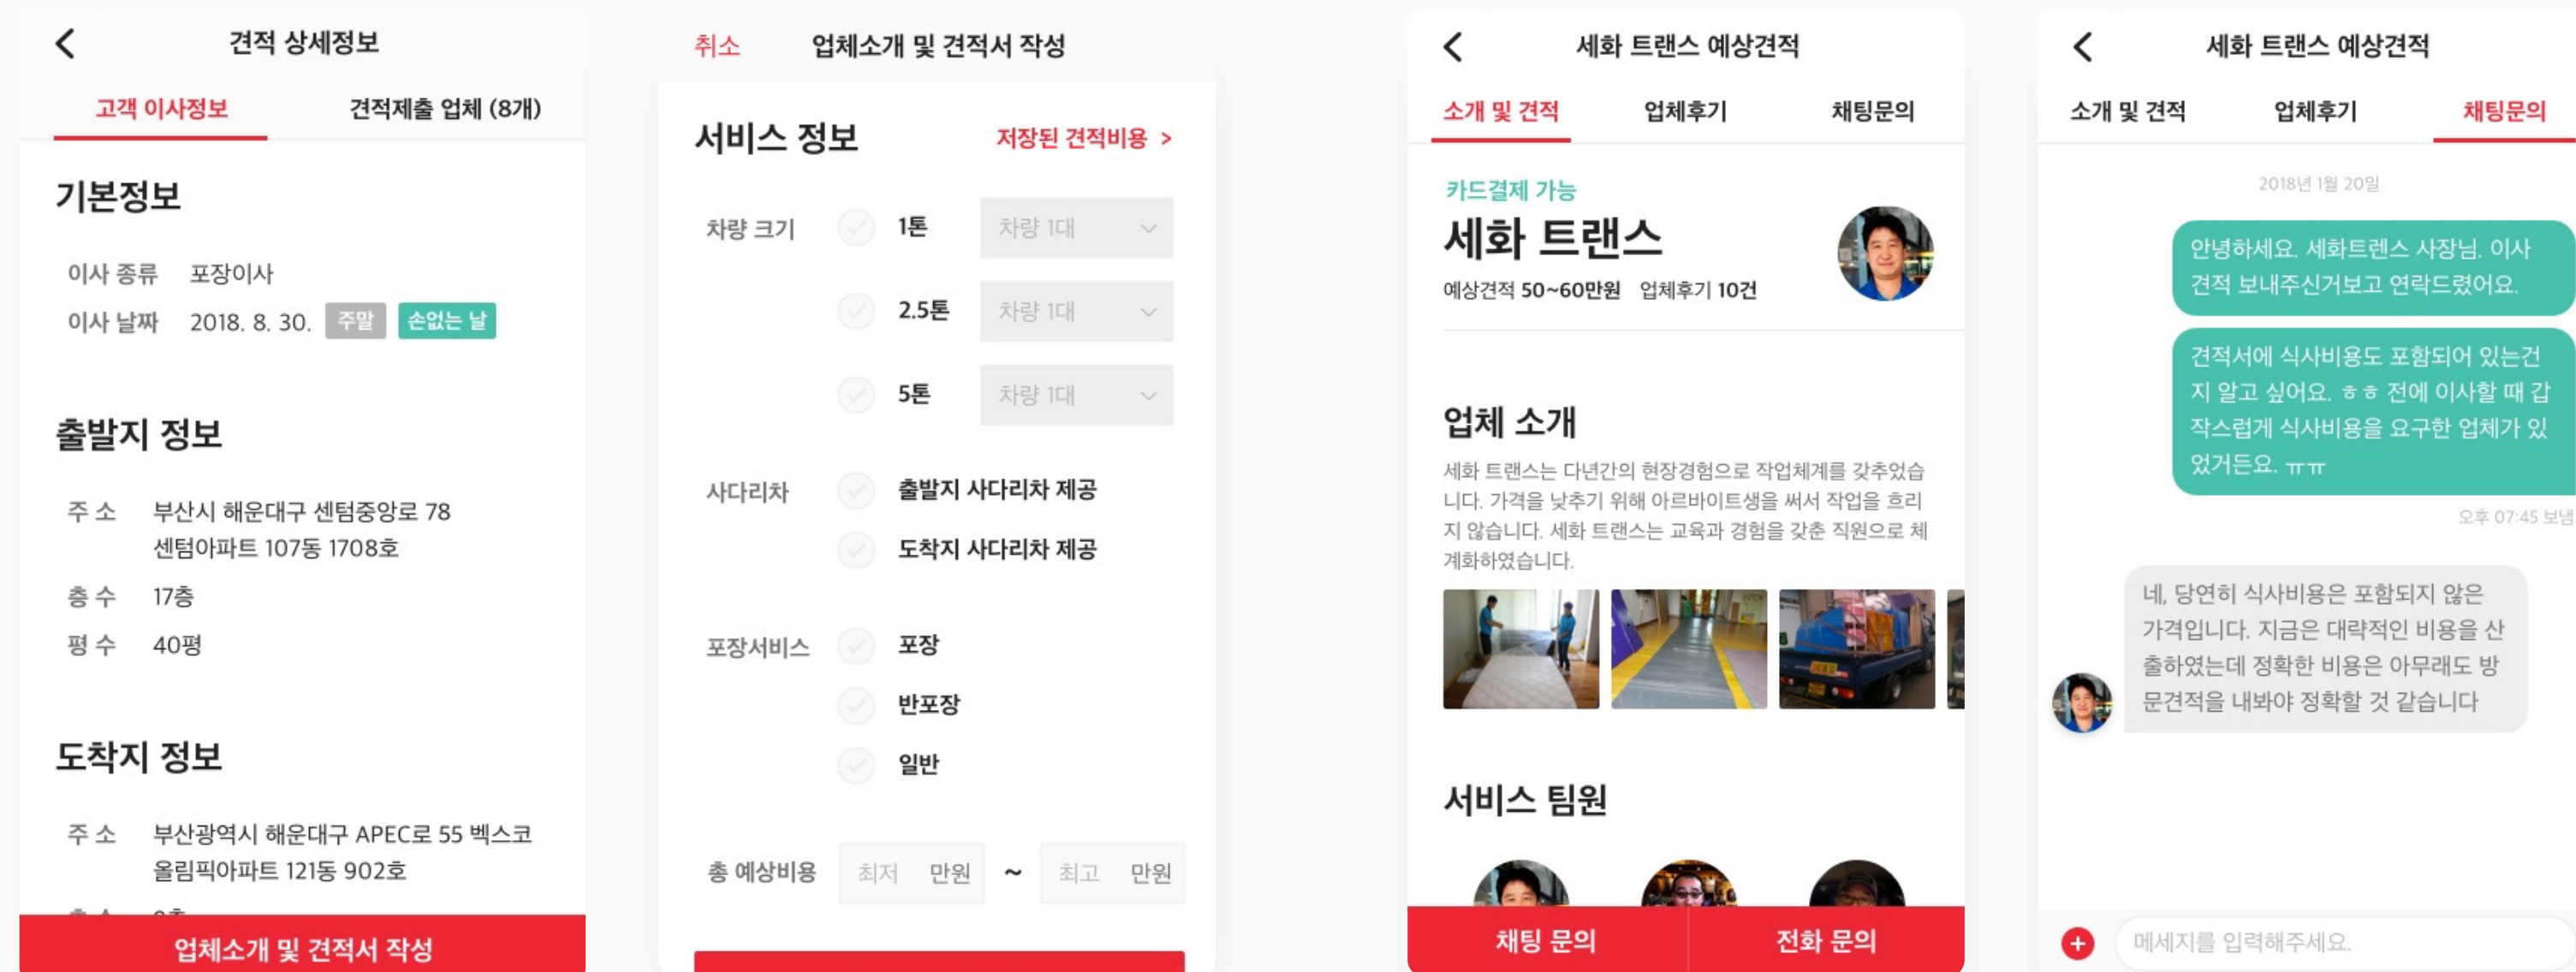 견적 상세정보
고객 이사정보 견적제출 업체 (8개)
기본정보
이사 종류 포장이사
이사 날짜 2018. 8. 30. 주말 손없는 날
출발지 정보
주 소 부산시 해운대구 센텀중앙로 78
센텀아파트 107동 1708호
층 수 17층
평 수 40평
도착지 정보
주 소 부산광역시 해운대구 APEC로 55 벡스코
올림픽아파트 121동 902호
업체소개 및 견적서 작성
취소 업체소개 및 견적서 작성
서비스 정보 저장된 견적비용 >
차량 크기 1톤 차량 1대
2.5톤 차량 1대
5톤 차량 1대
사다리차 출발지 사다리차 제공
도착지 사다리차 제공
포장서비스 포장
반포장
일반
총 예상비용 최저 만원 ~ 최고 만원
세화 트랜스 예상견적
소개 및 견적 업체후기 채팅문의
카드결제 가능
세화 트랜스
예상견적 50~60만원 업체후기 10건
업체 소개
세화 트랜스는 다년간의 현장경험으로 작업체계를 갖추었습
니다. 가격을 낮추기 위해 아르바이트생을 써서 작업을 흐리
지 않습니다. 세화 트랜스는 교육과 경험을 갖춘 직원으로 체
계화하였습니다.
서비스 팀원
채팅 문의 전화 문의
세화 트랜스 예상견적
소개 및 견적 업체후기 채팅문의
2018년 1월 20일
안녕하세요. 세화트렌스 사장님. 이사
견적 보내주신거보고 연락드렸어요.
견적서에 식사비용도 포함되어 있는건
지 알고 싶어요. ㅎㅎ 전에 이사할 때 갑
작스럽게 식사비용을 요구한 업체가 있
었거든요. ㅠㅠ
오후 07:45 보냄
네, 당연히 식사비용은 포함되지 않은
가격입니다. 지금은 대략적인 비용을 산
출하였는데 정확한 비용은 아무래도 방
문견적을 내봐야 정확할 것 같습니다
메세지를 입력해주세요.